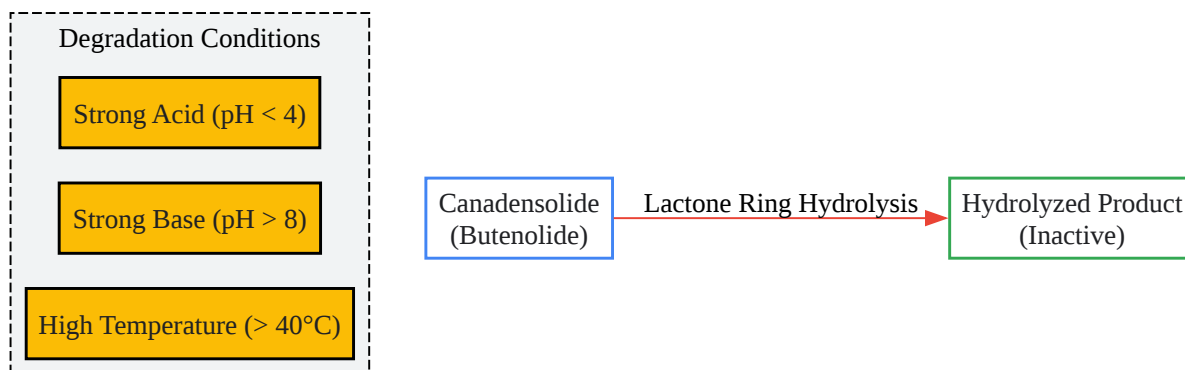 Degradation Conditions
Strong Acid (pH < 4)
Strong Base (pH > 8)
High Temperature (> 40°C)
Canadensolide
(Butenolide)
Lactone Ring Hydrolysis
Hydrolyzed Product
(Inactive)